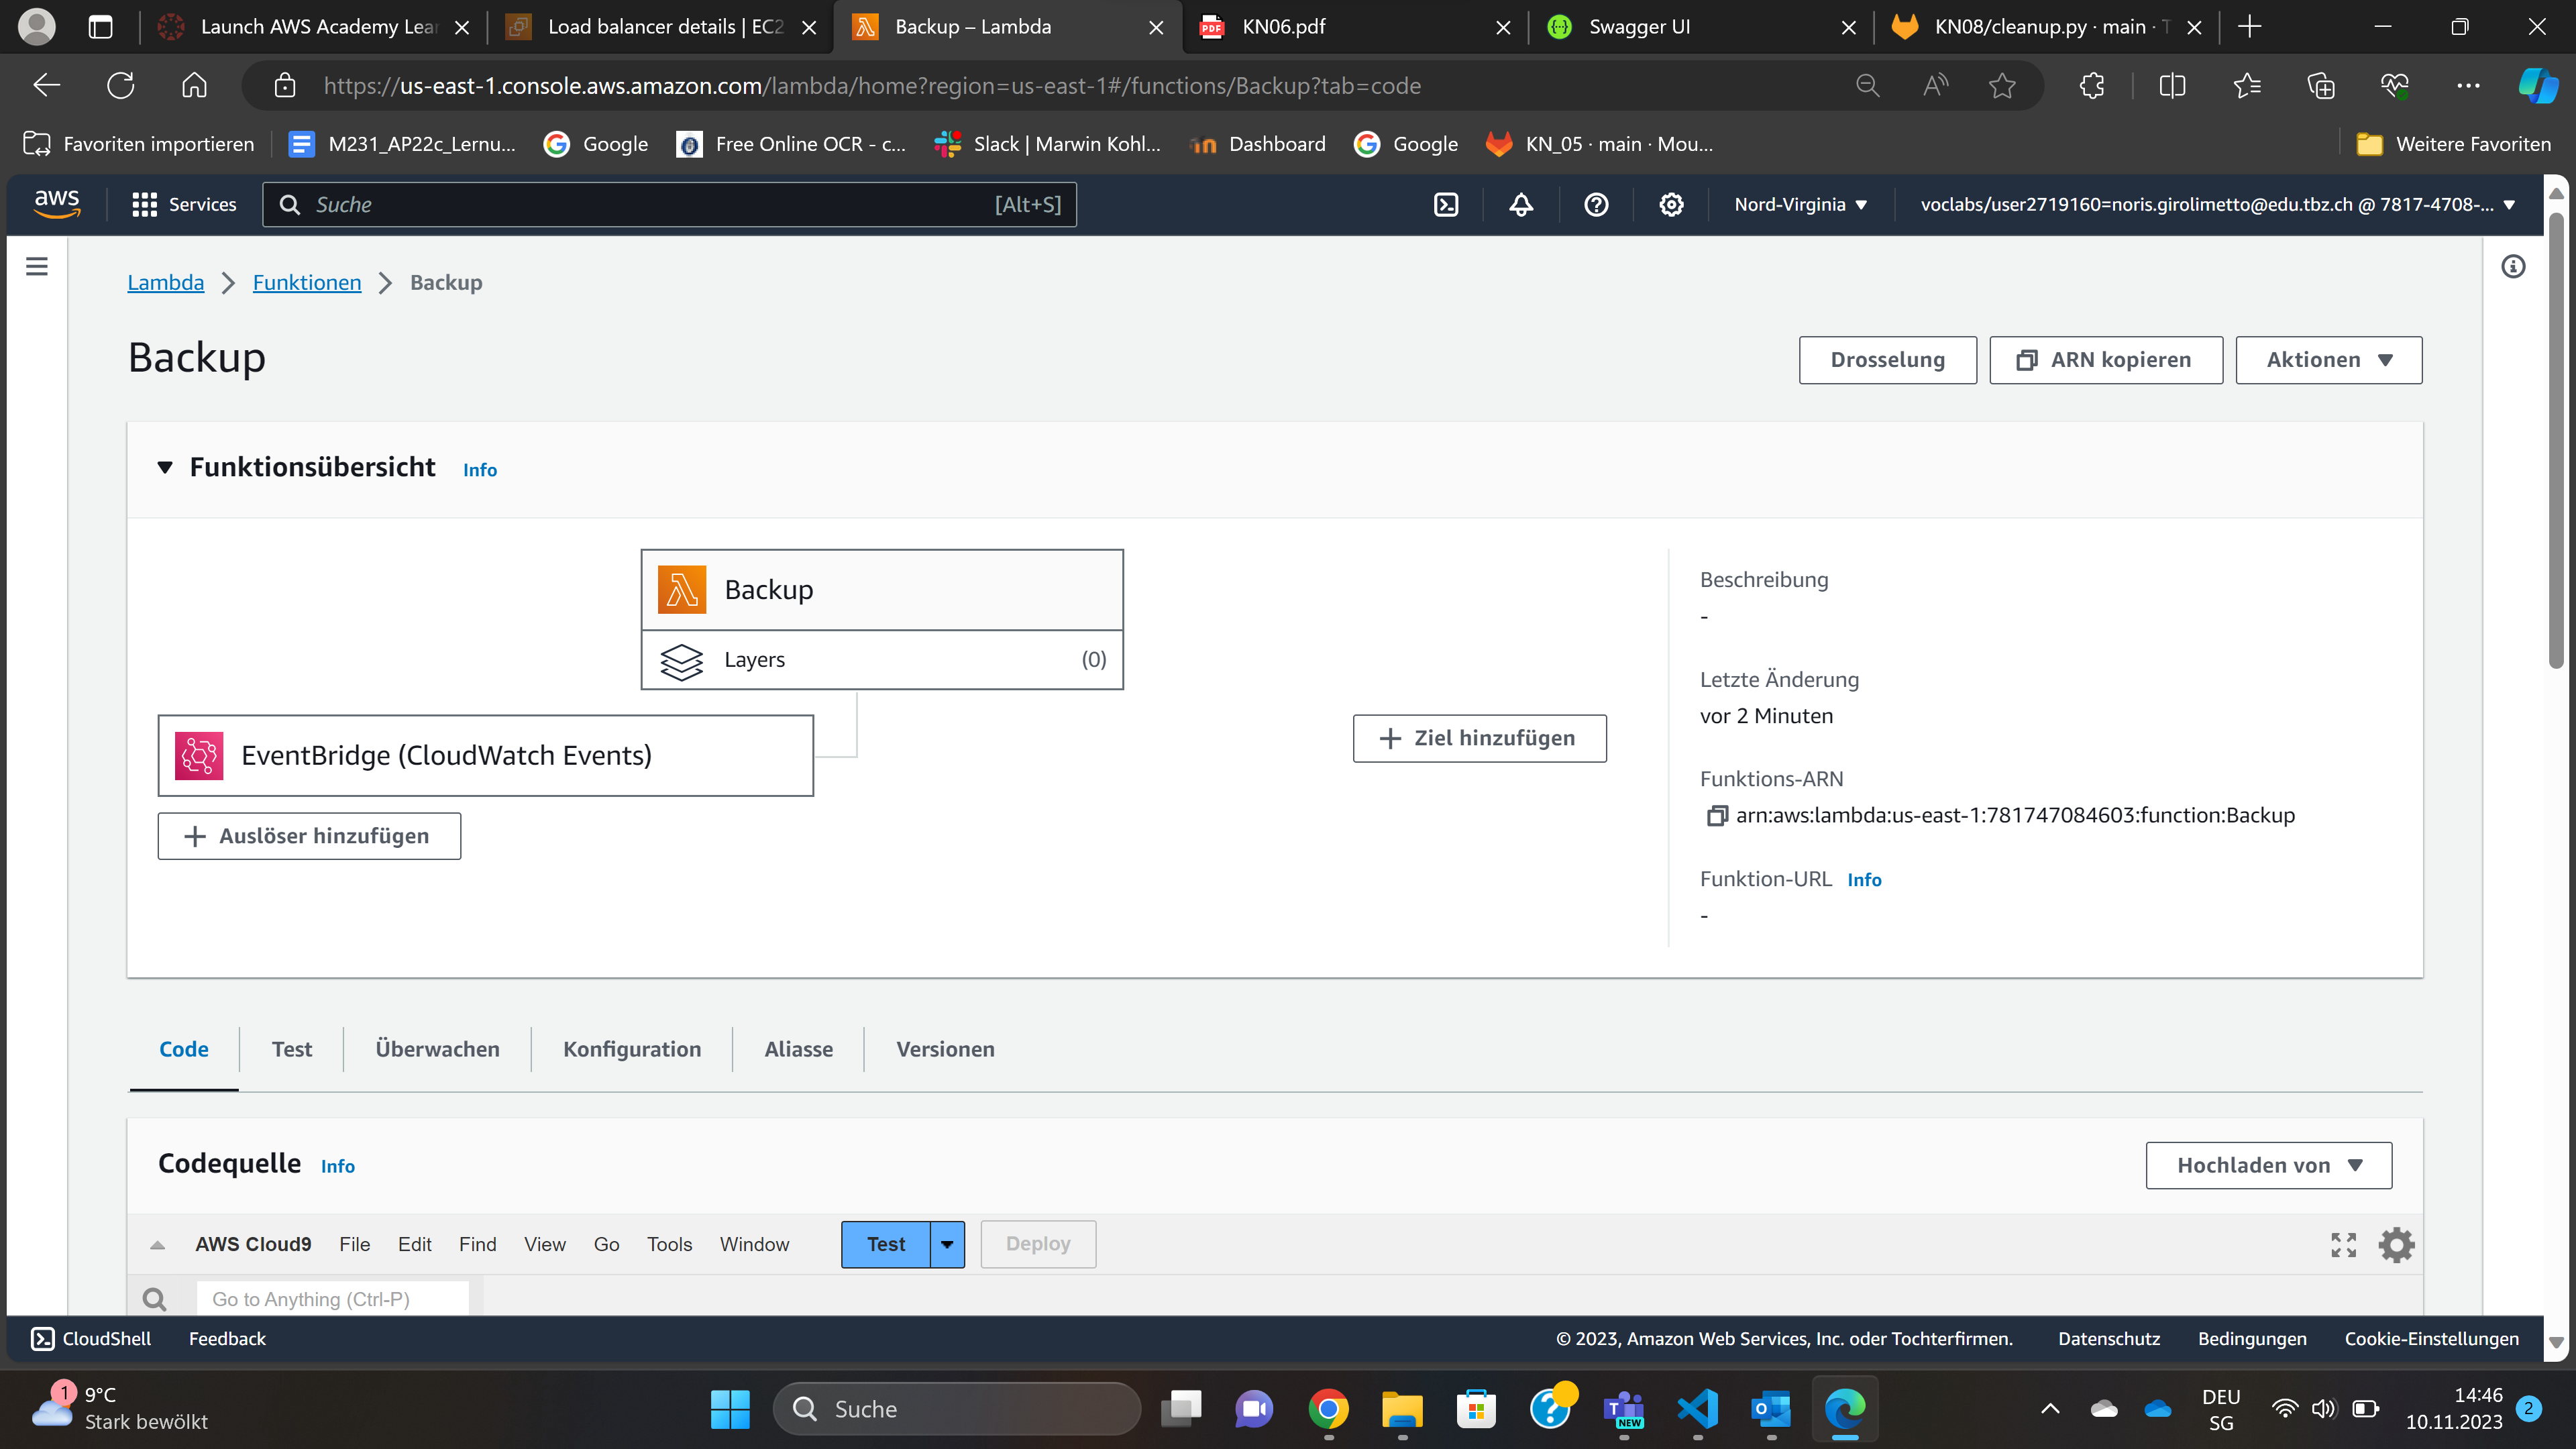 Launch AWS Academy Lear
Load balancer details | EC2
Backup – Lambda
KN06.pdf
Swagger UI
KN08/cleanup.py · main · T
https://us-east-1.console.aws.amazon.com/lambda/home?region=us-east-1#/functions/Backup?tab=code
Favoriten importieren
M231_AP22c_Lernu...
Google
Free Online OCR - c...
Slack | Marwin Kohl...
Dashboard
Google
KN_05 · main · Mou...
Weitere Favoriten
aws
Services
Suche
[Alt+S]
Nord-Virginia
voclabs/user2719160=noris.girolimetto@edu.tbz.ch @ 7817-4708-...
Lambda
Funktionen
Backup
Backup
Drosselung
ARN kopieren
Aktionen
Funktionsübersicht
Info
Backup
Layers
(0)
EventBridge (CloudWatch Events)
Auslöser hinzufügen
Ziel hinzufügen
Beschreibung
-
Letzte Änderung
vor 2 Minuten
Funktions-ARN
arn:aws:lambda:us-east-1:781747084603:function:Backup
Funktion-URL
Info
-
Code
Test
Überwachen
Konfiguration
Aliasse
Versionen
Codequelle
Info
Hochladen von
AWS Cloud9
File
Edit
Find
View
Go
Tools
Window
Test
Deploy
Go to Anything (Ctrl-P)
CloudShell
Feedback
© 2023, Amazon Web Services, Inc. oder Tochterfirmen.
Datenschutz
Bedingungen
Cookie-Einstellungen
1
9°C
Stark bewölkt
Suche
NEW
DEU
SG
14:46
10.11.2023
2